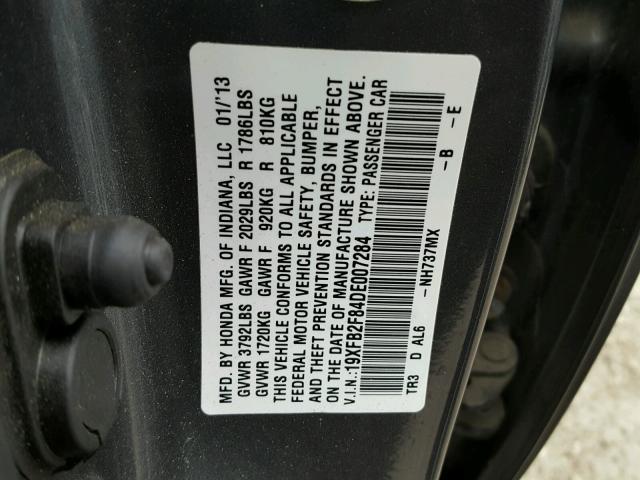 MFD. BY HONDA MFG. OF INDIANA, LLC 01/'13
GVWR 3792LBS GAWR F 2029LBS R 1786LBS
GVWR 1720KG GAWR F 920KG R 810KG
THIS VEHICLE CONFORMS TO ALL APPLICABLE
FEDERAL MOTOR VEHICLE SAFETY, BUMPER,
AND THEFT PREVENTION STANDARDS IN EFFECT
ON THE DATE OF MANUFACTURE SHOWN ABOVE.
V.I.N.:19XFB2F84DE007284 TYPE: PASSENGER CAR
TR3 D AL6 -NH737MX -B -E